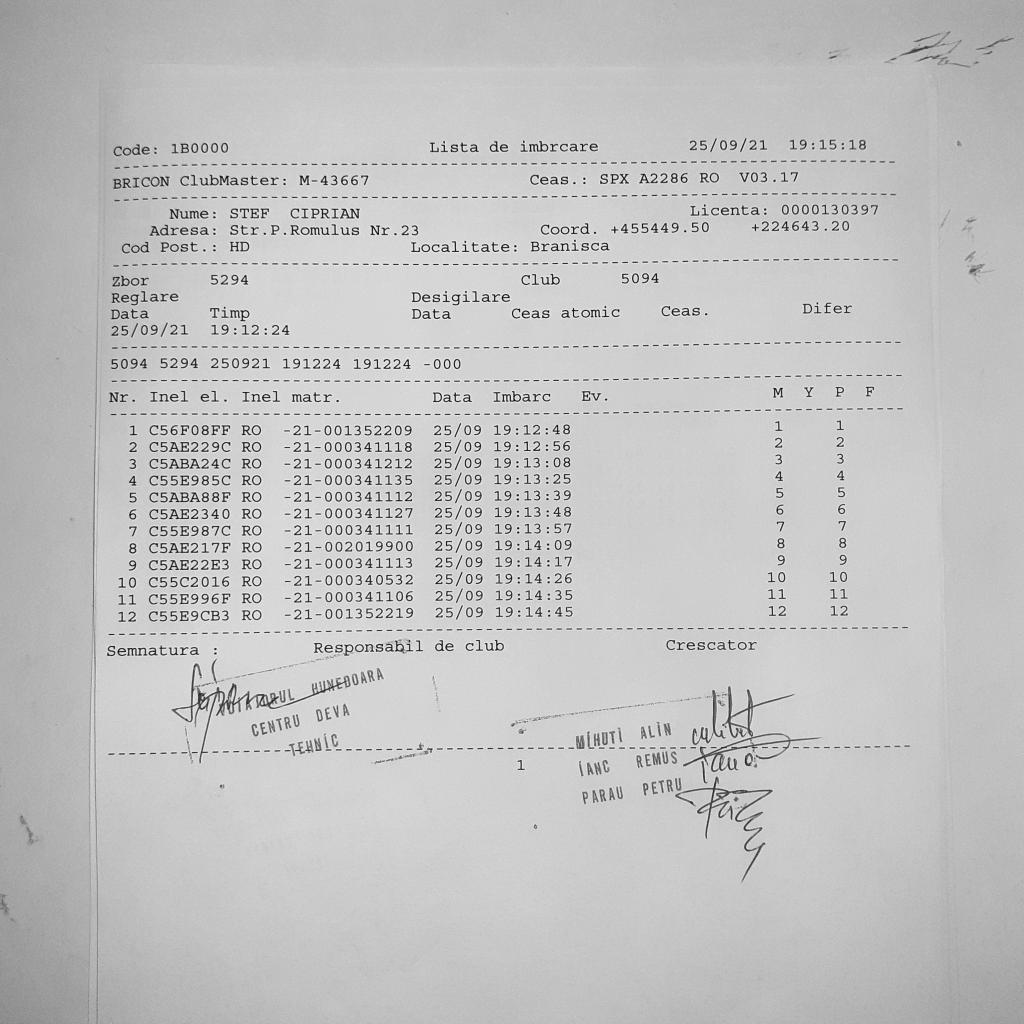 Code: 1B0000 Lista de imbrcare 25/09/21 19:15:18
BRICON ClubMaster: M-43667 Ceas.: SPX A2286 RO V03.17
Nume: STEF CIPRIAN Licenta: 0000130397
Adresa: Str.P.Romulus Nr.23 Coord. +455449.50 +224643.20
Cod Post.: HD Localitate: Branisca
Zbor 5294 Club 5094
Reglare Desigilare
Data Timp Data Ceas atomic Ceas. Difer
25/09/21 19:12:24
5094 5294 250921 191224 191224 -000
Nr. Inel el. Inel matr. Data Imbarc Ev. M Y P F
1 C56F08FF RO -21-001352209 25/09 19:12:48 1 1
2 C5AE229C RO -21-000341118 25/09 19:12:56 2 2
3 C5ABA24C RO -21-000341212 25/09 19:13:08 3 3
4 C55E985C RO -21-000341135 25/09 19:13:25 4 4
5 C5ABA88F RO -21-000341112 25/09 19:13:39 5 5
6 C5AE2340 RO -21-000341127 25/09 19:13:48 6 6
7 C55E987C RO -21-000341111 25/09 19:13:57 7 7
8 C5AE217F RO -21-002019900 25/09 19:14:09 8 8
9 C5AE22E3 RO -21-000341113 25/09 19:14:17 9 9
10 C55C2016 RO -21-000340532 25/09 19:14:26 10 10
11 C55E996F RO -21-000341106 25/09 19:14:35 11 11
12 C55E9CB3 RO -21-001352219 25/09 19:14:45 12 12
Semnatura : Responsabil de club Crescator
HUNEDOARA
CENTRU DEVA
TEHNIC
MIHUTI ALIN
IANC REMUS
PARAU PETRU
1